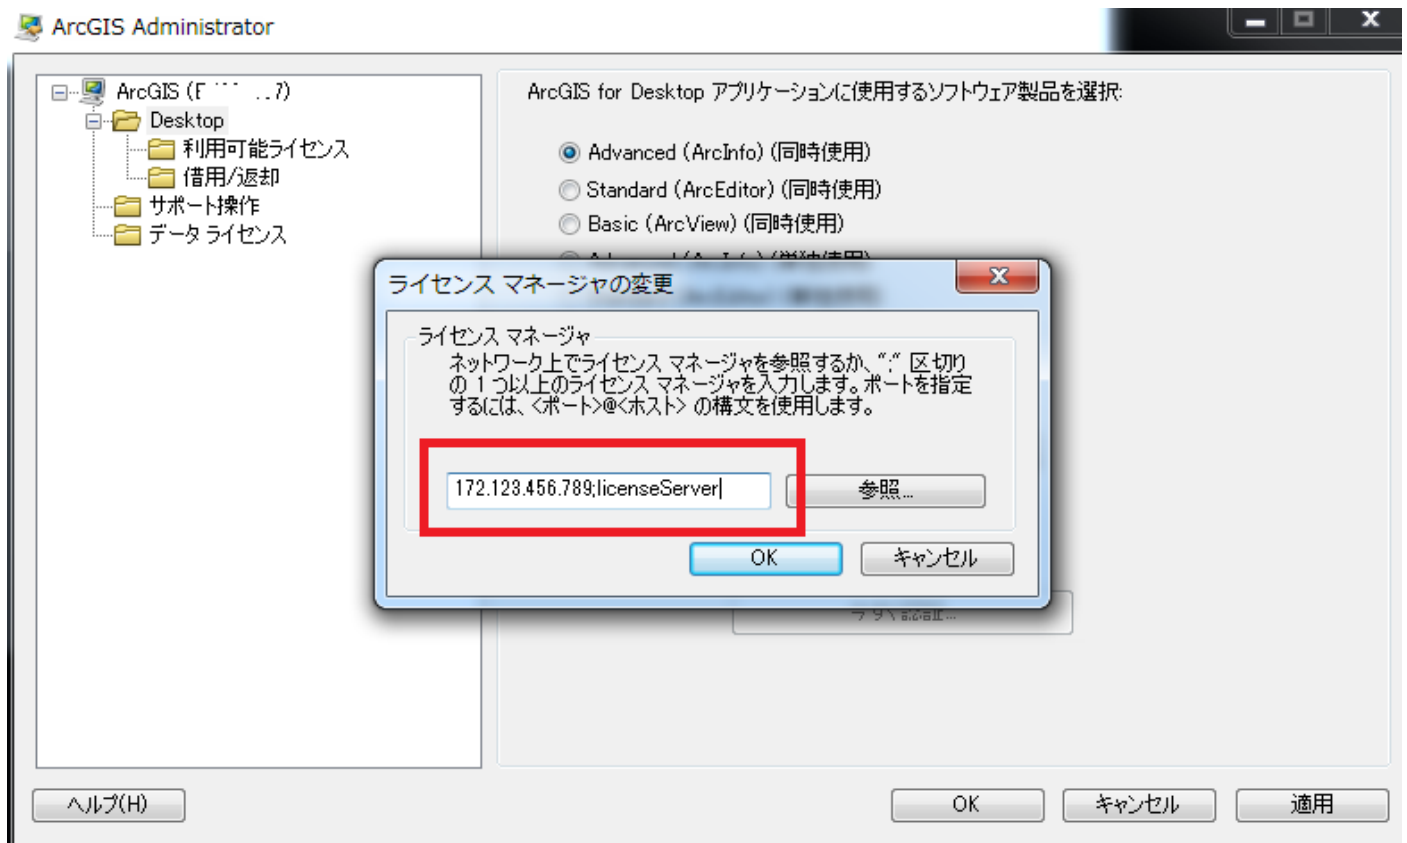 ArcGIS Administrator
ArcGIS
Desktop
利用可能ライセンス
借用/返却
サポート操作
データ ライセンス
ArcGIS for Desktop アプリケーションに使用するソフトウェア製品を選択:
Advanced (ArcInfo) (同時使用)
Standard (ArcEditor) (同時使用)
Basic (ArcView) (同時使用)
ライセンス マネージャの変更
ライセンス マネージャ
ネットワーク上でライセンス マネージャを参照するか、";" 区切り
の 1 つ以上のライセンス マネージャを入力します。ポートを指定
するには、<ポート>@<ホスト> の構文を使用します。
172.123.456.789;licenseServer
参照...
OK
キャンセル
ヘルプ(H)
OK
キャンセル
適用